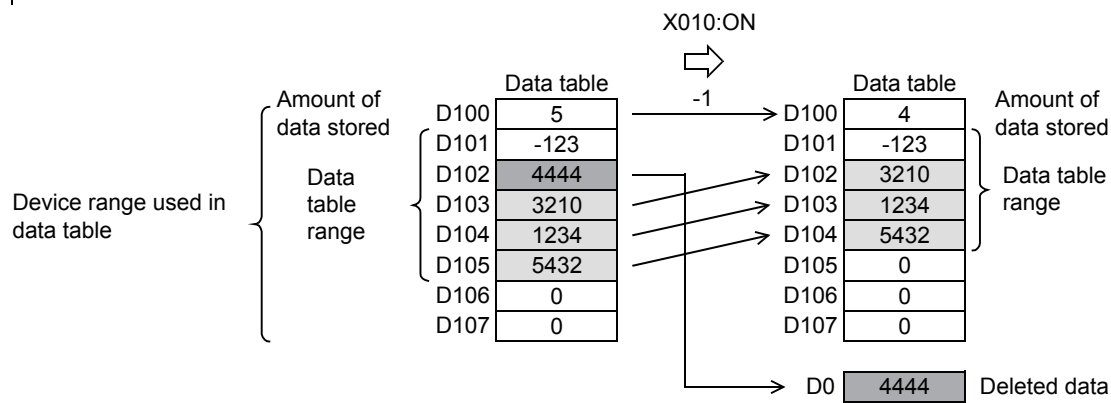 X010:ON
Data table
Data table
Amount of
data stored
-1
Amount of
data stored
D100 5
D100 4
D101 -123
D101 -123
D102 4444
D102 3210
D103 3210
D103 1234
D104 1234
D104 5432
D105 5432
D105 0
D106 0
D106 0
D107 0
D107 0
Data
table
range
Data table
range
Device range used in
data table
D0 4444 Deleted data